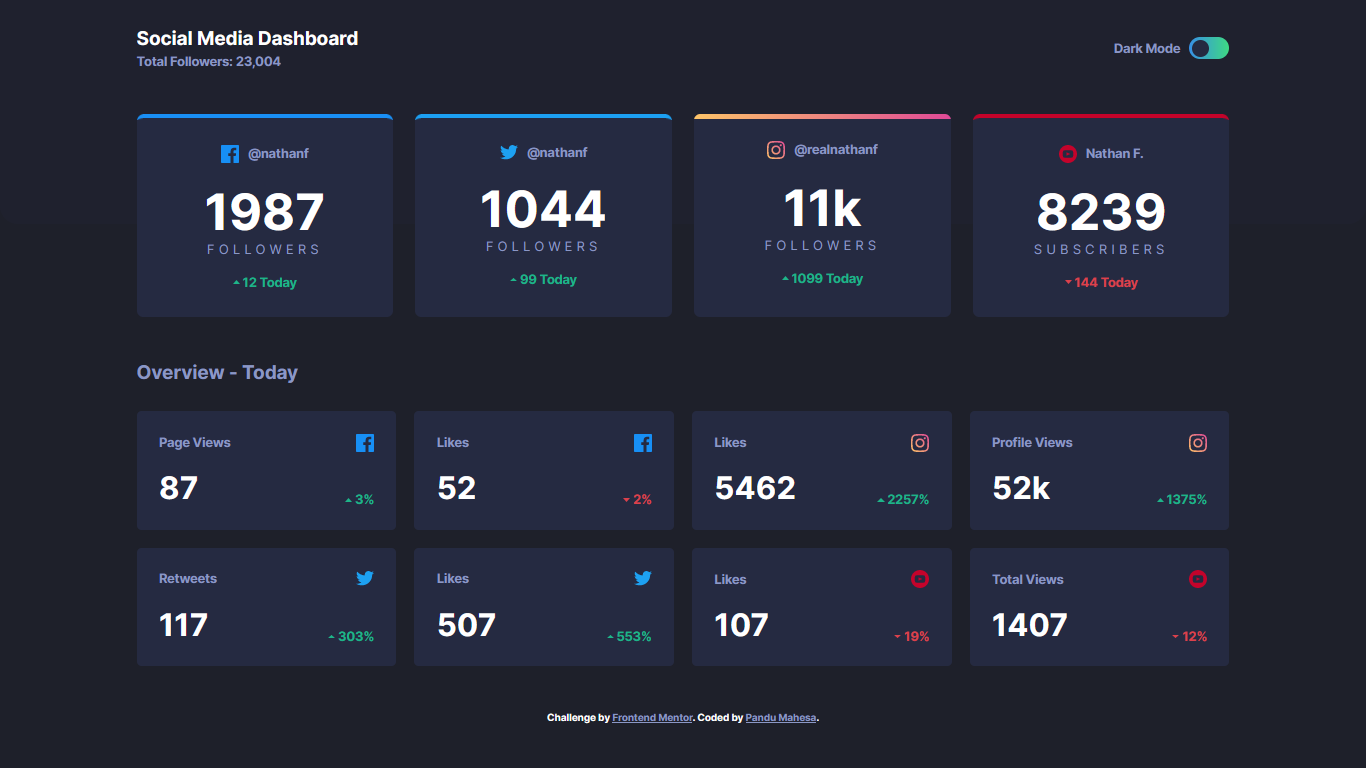 Social Media Dashboard
Total Followers: 23,004
Dark Mode
@nathanf
1987
FOLLOWERS
12 Today
@nathanf
1044
FOLLOWERS
99 Today
@realnathanf
11k
FOLLOWERS
1099 Today
Nathan F.
8239
SUBSCRIBERS
144 Today
Overview - Today
Page Views
87
3%
Likes
52
2%
Likes
5462
2257%
Profile Views
52k
1375%
Retweets
117
303%
Likes
507
553%
Likes
107
19%
Total Views
1407
12%
Challenge by Frontend Mentor. Coded by Pandu Mahesa.